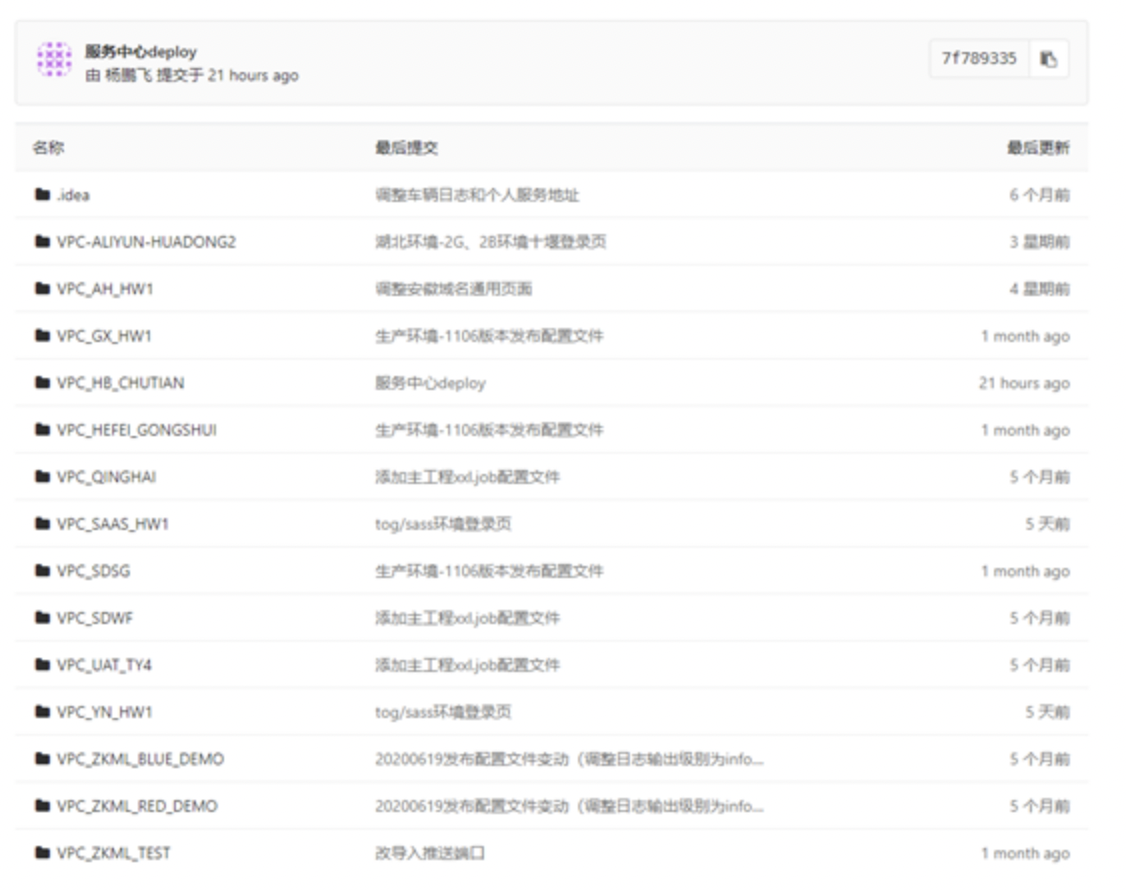 服务中心deploy
由 杨鹏飞 提交于 21 hours ago
7f789335
名称 最后提交 最后更新
.idea 调整车辆日志和个人服务地址 6 个月前
VPC-ALIYUN-HUADONG2 湖北环境-2G、2B环境十堰登录页 3 星期前
VPC_AH_HW1 调整安徽域名通用页面 4 星期前
VPC_GX_HW1 生产环境-1106版本发布配置文件 1 month ago
VPC_HB_CHUTIAN 服务中心deploy 21 hours ago
VPC_HEFEI_GONGSHUI 生产环境-1106版本发布配置文件 1 month ago
VPC_QINGHAI 添加主工程xxl.job配置文件 5 个月前
VPC_SAAS_HW1 tog/sass环境登录页 5 天前
VPC_SDSG 生产环境-1106版本发布配置文件 1 month ago
VPC_SDWF 添加主工程xxl.job配置文件 5 个月前
VPC_UAT_TY4 添加主工程xxl.job配置文件 5 个月前
VPC_YN_HW1 tog/sass环境登录页 5 天前
VPC_ZKML_BLUE_DEMO 20200619发布配置文件变动（调整日志输出级别为info... 5 个月前
VPC_ZKML_RED_DEMO 20200619发布配置文件变动（调整日志输出级别为info... 5 个月前
VPC_ZKML_TEST 改导入推送端口 1 month ago